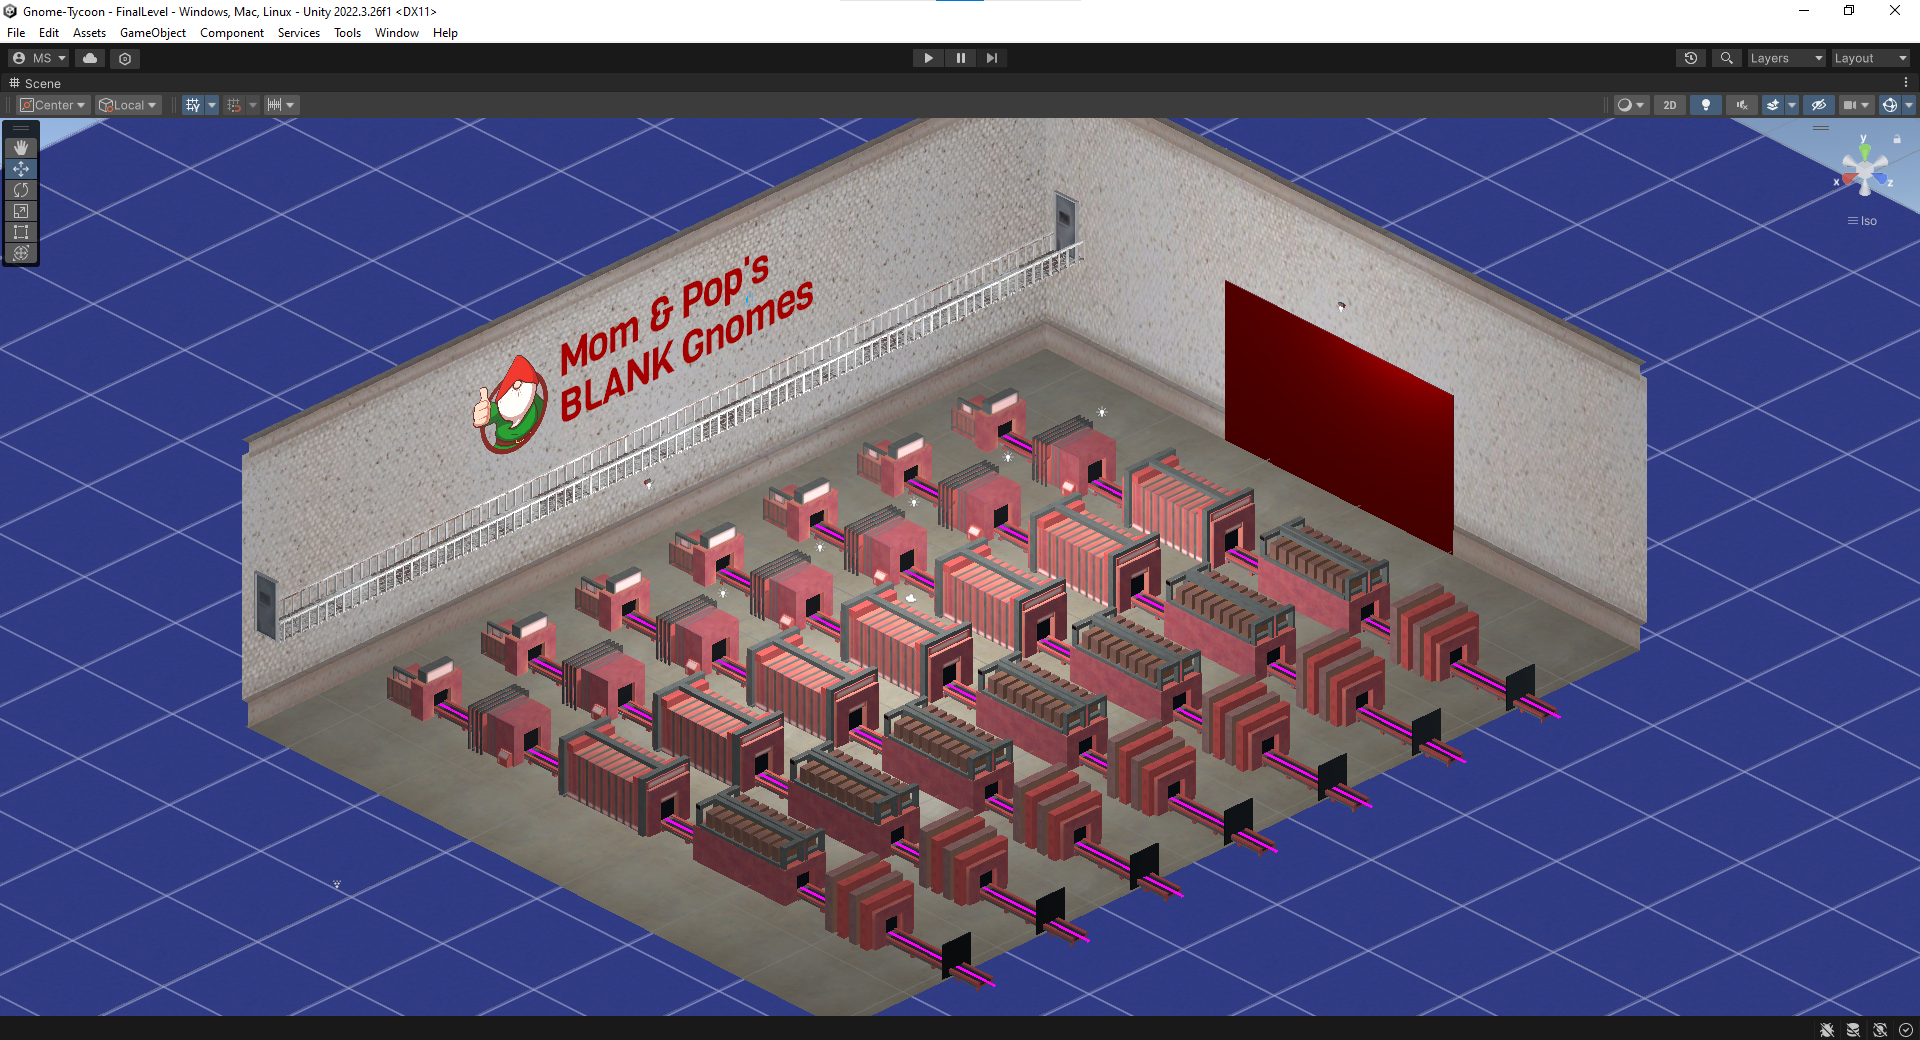 Gnome-Tycoon - FinalLevel - Windows, Mac, Linux - Unity 2022.3.26f1 <DX11>
File Edit Assets GameObject Component Services Tools Window Help
MS
Layers
Layout
Scene
Center
Local
2D
y
x
z
Iso
Mom & Pop's
BLANK Gnomes